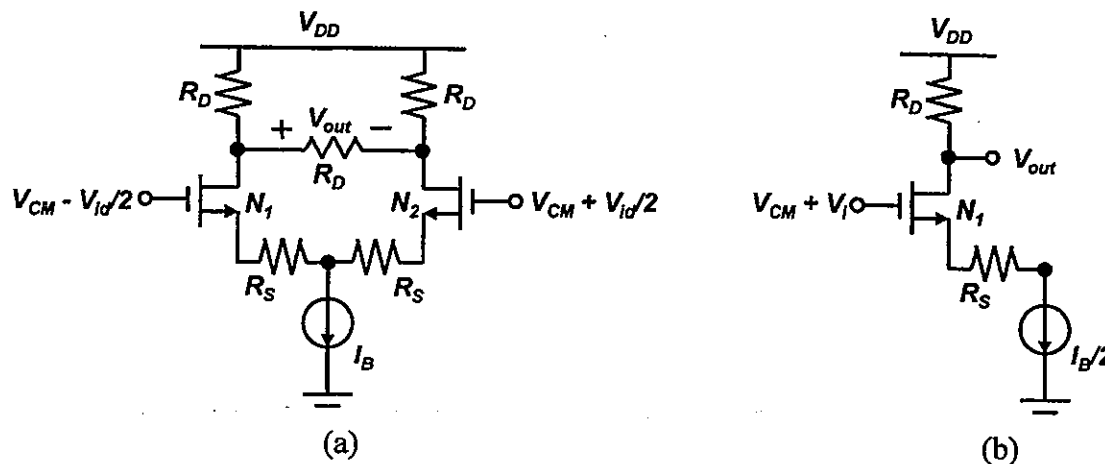 V_DD
R_D
R_D
+ V_out −
R_D
V_CM - V_id/2
N_1
N_2
V_CM + V_id/2
R_S
R_S
I_B
(a)
V_DD
R_D
V_out
V_CM + V_i
N_1
R_S
I_B/2
(b)